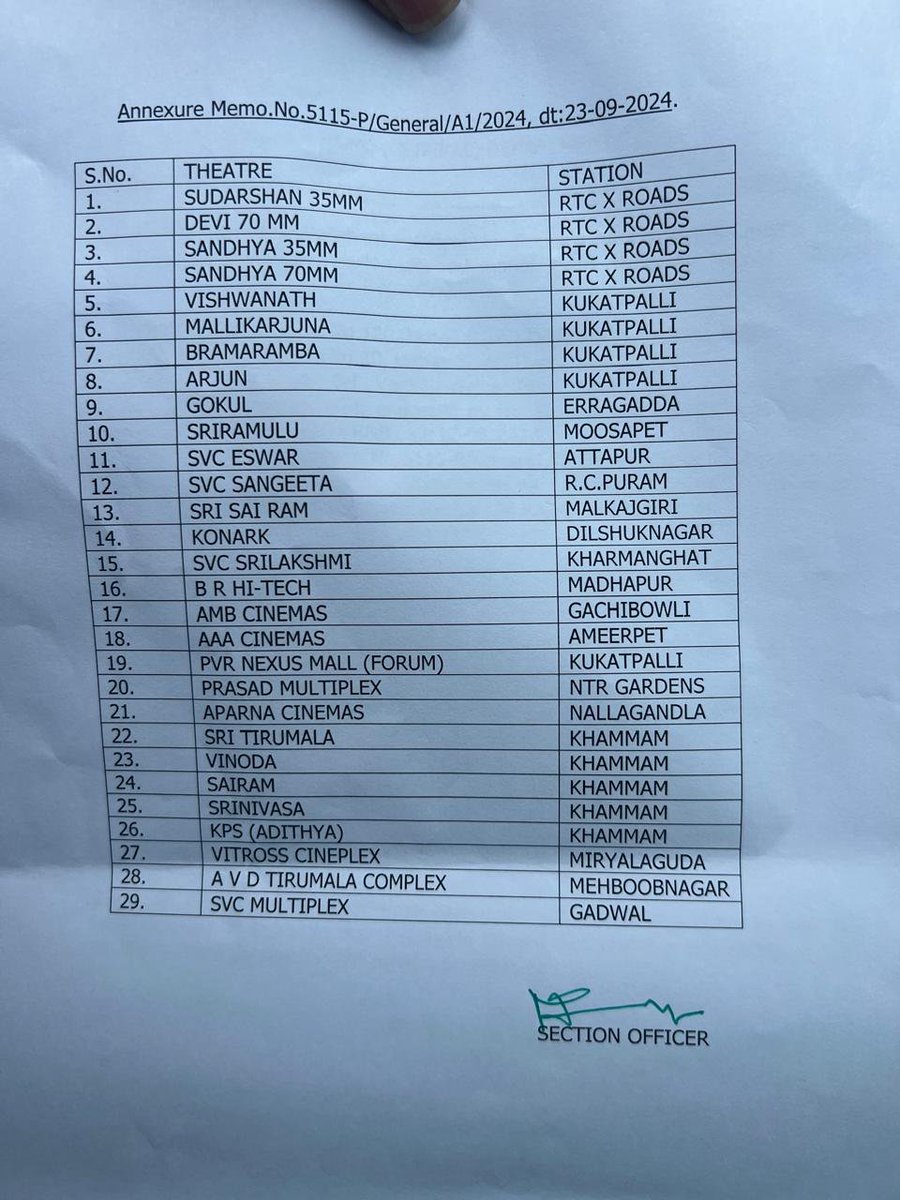 Annexure Memo.No.5115-P/General/A1/2024, dt:23-09-2024.
S.No. THEATRE STATION
1. SUDARSHAN 35MM RTC X ROADS
2. DEVI 70 MM RTC X ROADS
3. SANDHYA 35MM RTC X ROADS
4. SANDHYA 70MM RTC X ROADS
5. VISHWANATH KUKATPALLI
6. MALLIKARJUNA KUKATPALLI
7. BRAMARAMBA KUKATPALLI
8. ARJUN KUKATPALLI
9. GOKUL ERRAGADDA
10. SRIRAMULU MOOSAPET
11. SVC ESWAR ATTAPUR
12. SVC SANGEETA R.C.PURAM
13. SRI SAI RAM MALKAJGIRI
14. KONARK DILSHUKNAGAR
15. SVC SRILAKSHMI KHARMANGHAT
16. B R HI-TECH MADHAPUR
17. AMB CINEMAS GACHIBOWLI
18. AAA CINEMAS AMEERPET
19. PVR NEXUS MALL (FORUM) KUKATPALLI
20. PRASAD MULTIPLEX NTR GARDENS
21. APARNA CINEMAS NALLAGANDLA
22. SRI TIRUMALA KHAMMAM
23. VINODA KHAMMAM
24. SAIRAM KHAMMAM
25. SRINIVASA KHAMMAM
26. KPS (ADITHYA) KHAMMAM
27. VITROSS CINEPLEX MIRYALAGUDA
28. A V D TIRUMALA COMPLEX MEHBOOBNAGAR
29. SVC MULTIPLEX GADWAL
SECTION OFFICER